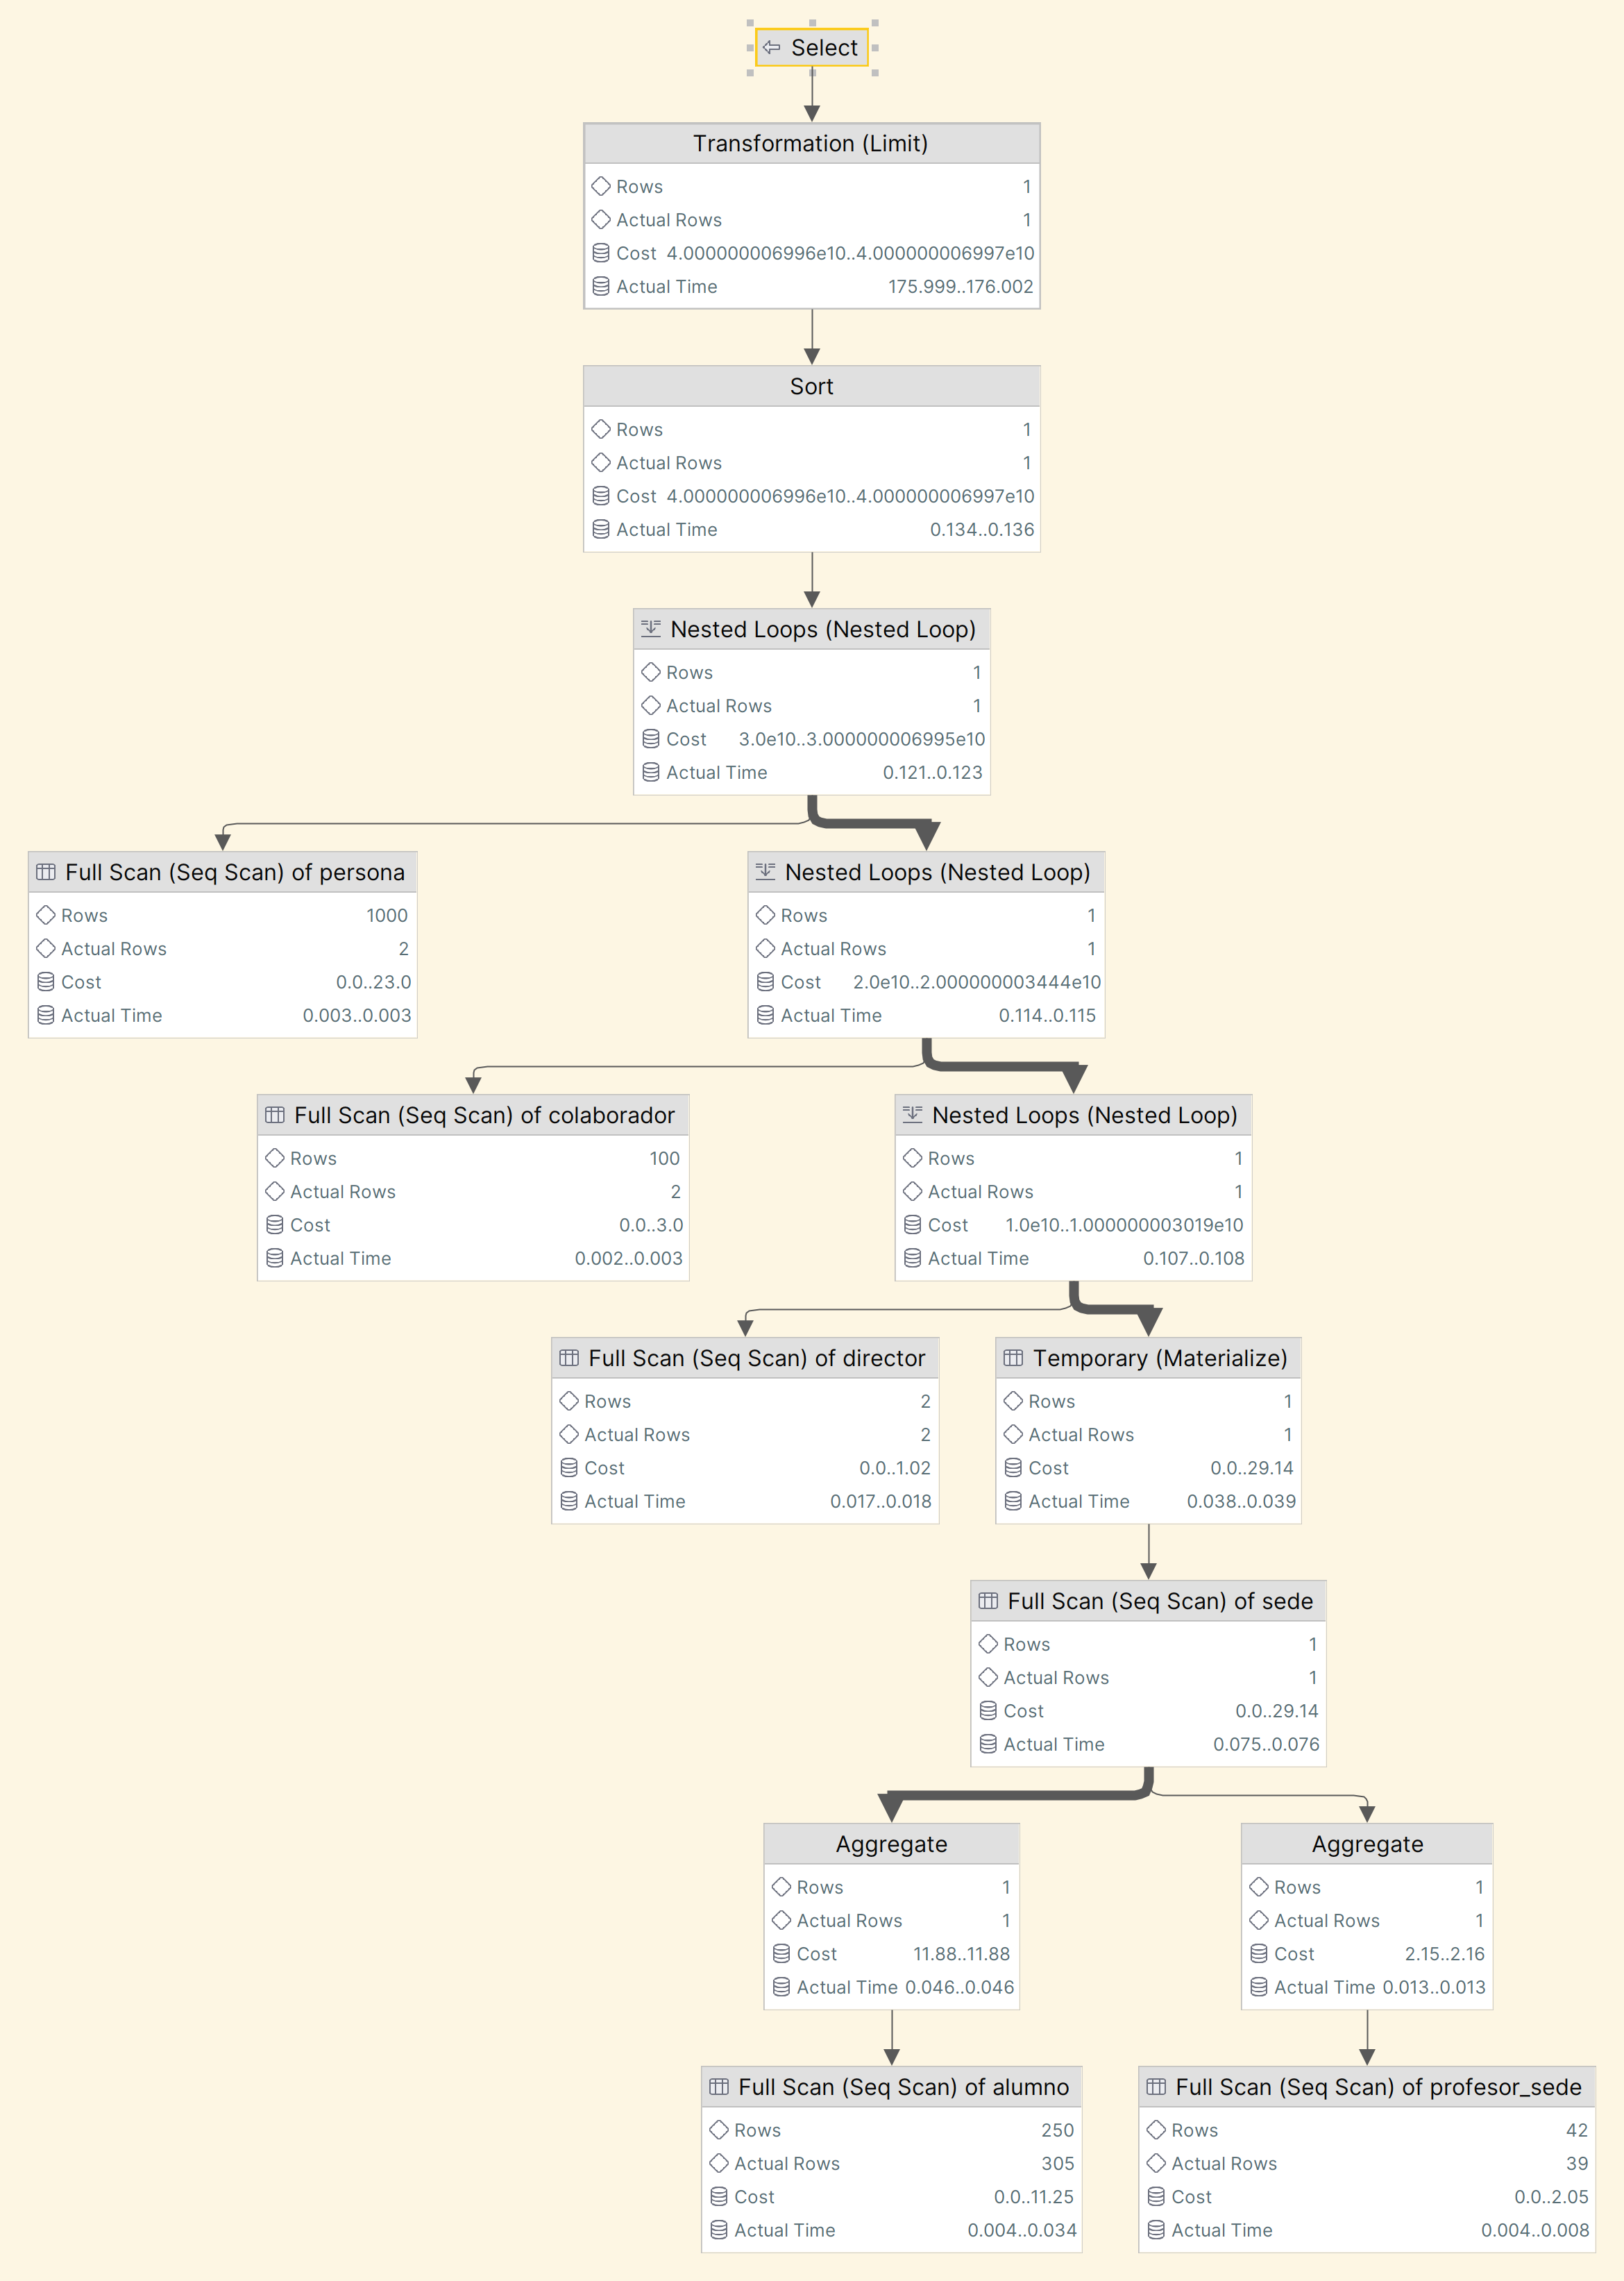 Select
Transformation (Limit)
Rows 1
Actual Rows 1
Cost 4.000000006996e10..4.000000006997e10
Actual Time 175.999..176.002
Sort
Rows 1
Actual Rows 1
Cost 4.000000006996e10..4.000000006997e10
Actual Time 0.134..0.136
Nested Loops (Nested Loop)
Rows 1
Actual Rows 1
Cost 3.0e10..3.000000006995e10
Actual Time 0.121..0.123
Full Scan (Seq Scan) of persona
Rows 1000
Actual Rows 2
Cost 0.0..23.0
Actual Time 0.003..0.003
Nested Loops (Nested Loop)
Rows 1
Actual Rows 1
Cost 2.0e10..2.000000003444e10
Actual Time 0.114..0.115
Full Scan (Seq Scan) of colaborador
Rows 100
Actual Rows 2
Cost 0.0..3.0
Actual Time 0.002..0.003
Nested Loops (Nested Loop)
Rows 1
Actual Rows 1
Cost 1.0e10..1.000000003019e10
Actual Time 0.107..0.108
Full Scan (Seq Scan) of director
Rows 2
Actual Rows 2
Cost 0.0..1.02
Actual Time 0.017..0.018
Temporary (Materialize)
Rows 1
Actual Rows 1
Cost 0.0..29.14
Actual Time 0.038..0.039
Full Scan (Seq Scan) of sede
Rows 1
Actual Rows 1
Cost 0.0..29.14
Actual Time 0.075..0.076
Aggregate
Rows 1
Actual Rows 1
Cost 11.88..11.88
Actual Time 0.046..0.046
Aggregate
Rows 1
Actual Rows 1
Cost 2.15..2.16
Actual Time 0.013..0.013
Full Scan (Seq Scan) of alumno
Rows 250
Actual Rows 305
Cost 0.0..11.25
Actual Time 0.004..0.034
Full Scan (Seq Scan) of profesor_sede
Rows 42
Actual Rows 39
Cost 0.0..2.05
Actual Time 0.004..0.008